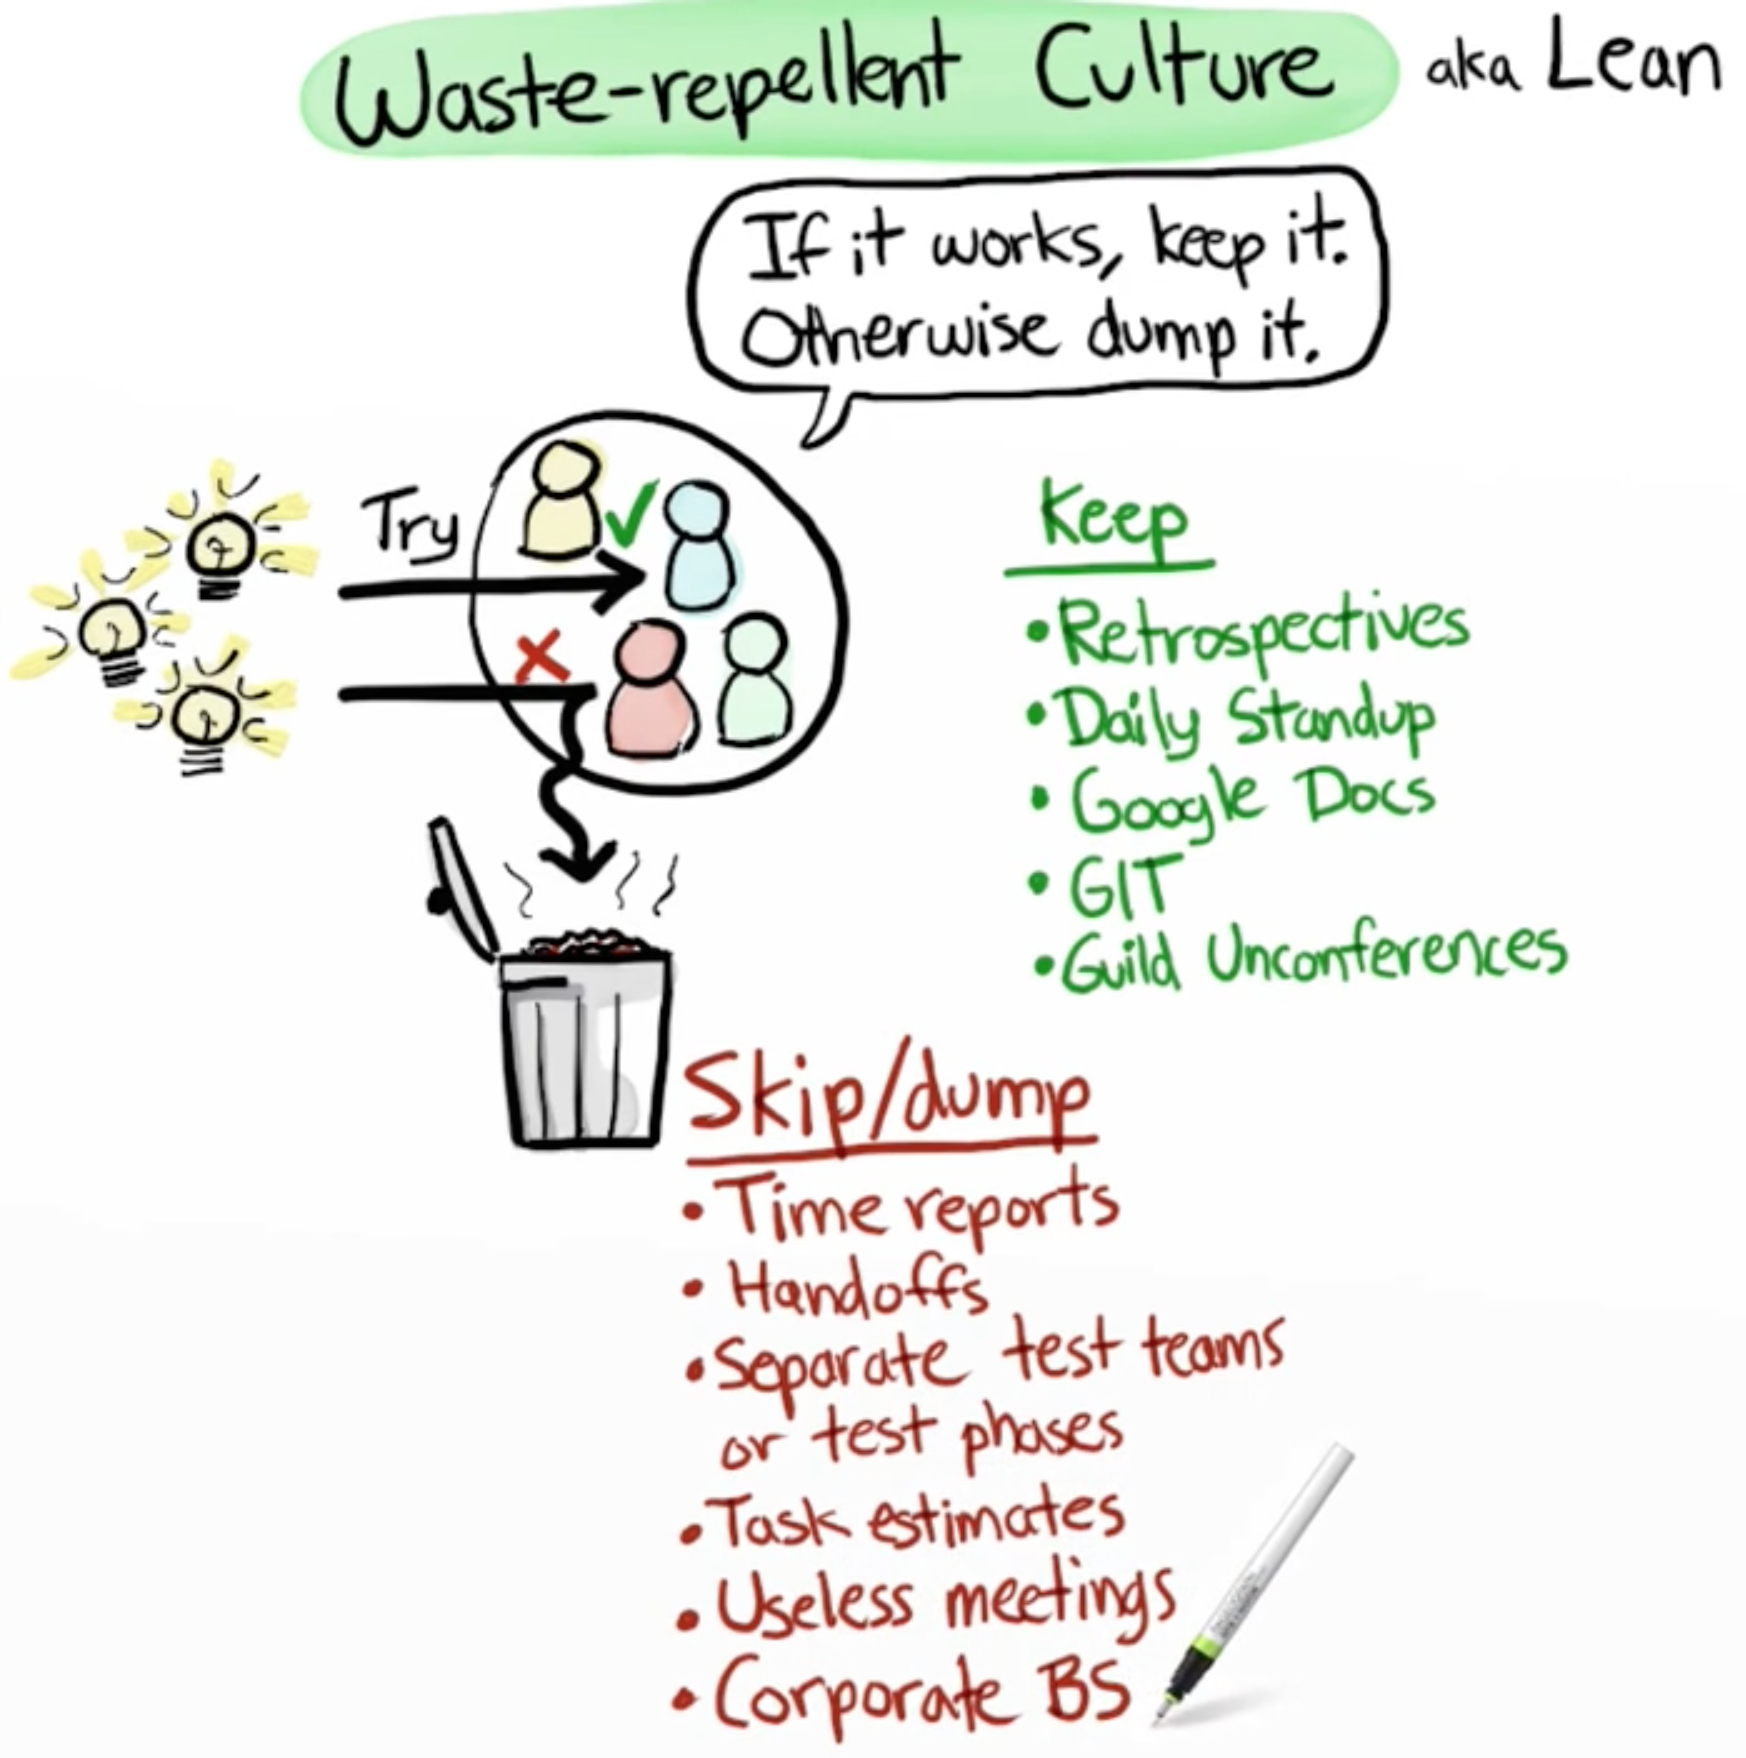 Waste-repellent Culture aka Lean
If it works, keep it.
Otherwise dump it.
Try
Keep
• Retrospectives
• Daily Standup
• Google Docs
• GIT
• Guild Unconferences
Skip/dump
• Time reports
• Handoffs
• Separate test teams
or test phases
• Task estimates
• Useless meetings
• Corporate BS